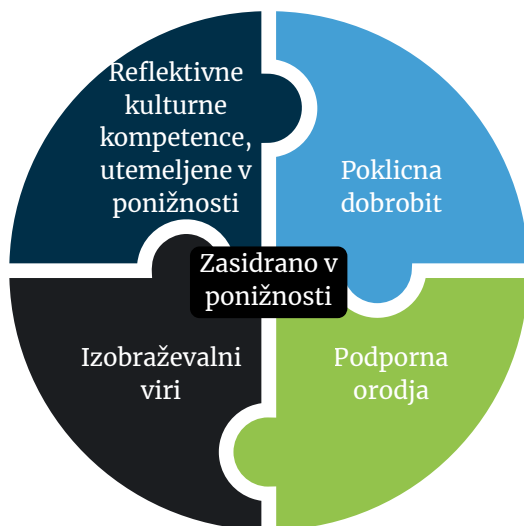 Reflektivne
kulturne
kompetence,
utemeljene v
ponižnosti
Poklicna
dobrobit
Zasidrano v
ponižnosti
Izobraževalni
viri
Podporna
orodja